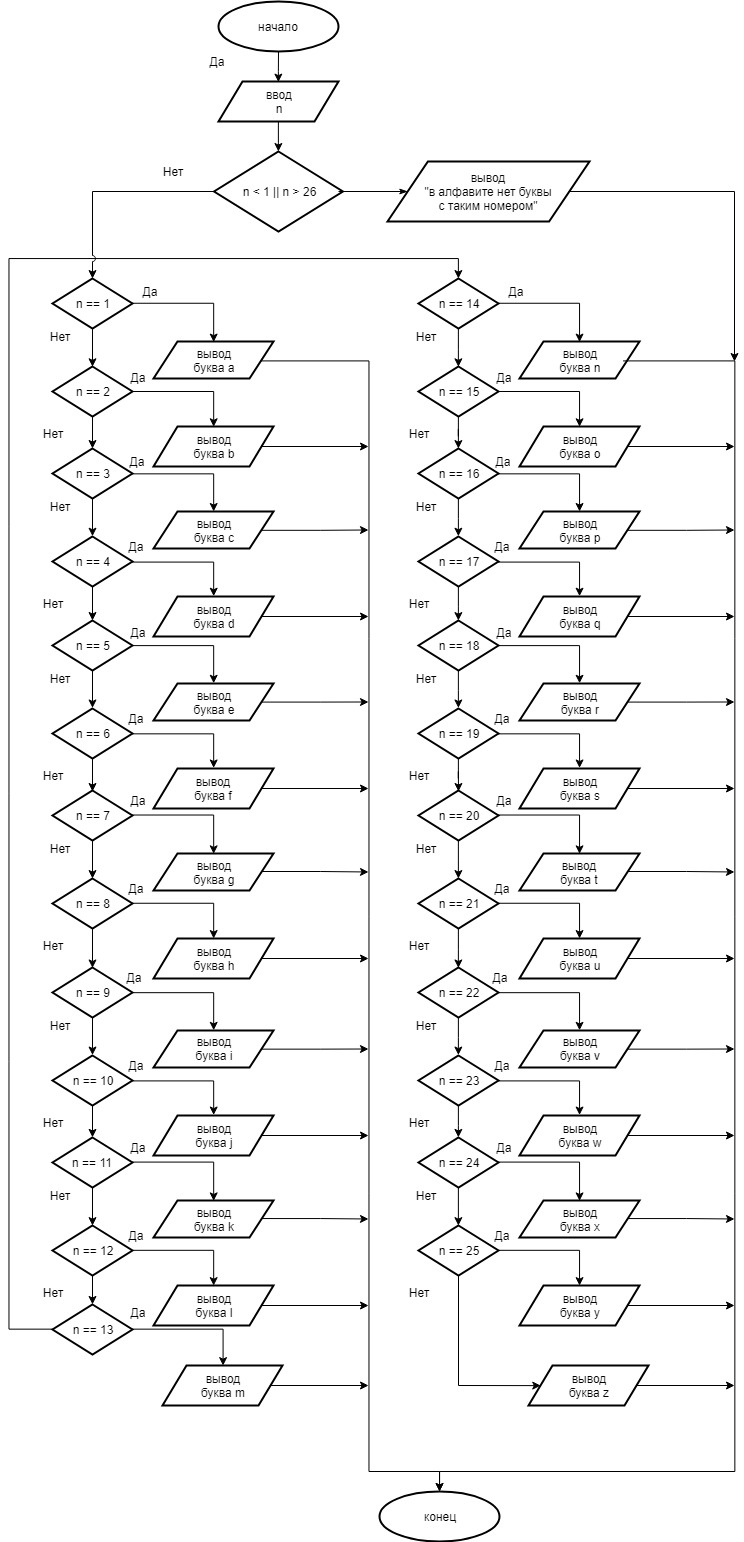 начало
Да
ввод
n
Нет
n < 1 || n > 26
вывод
"в алфавите нет буквы
с таким номером"
n == 1
Да
Нет
вывод
буква a
n == 2
Да
Нет
вывод
буква b
n == 3
Да
Нет
вывод
буква c
n == 4
Да
Нет
вывод
буква d
n == 5
Да
Нет
вывод
буква e
n == 6
Да
Нет
вывод
буква f
n == 7
Да
Нет
вывод
буква g
n == 8
Да
Нет
вывод
буква h
n == 9
Да
Нет
вывод
буква i
n == 10
Да
Нет
вывод
буква j
n == 11
Да
Нет
вывод
буква k
n == 12
Да
Нет
вывод
буква l
n == 13
Да
вывод
буква m
n == 14
Да
Нет
вывод
буква n
n == 15
Да
Нет
вывод
буква o
n == 16
Да
Нет
вывод
буква p
n == 17
Да
Нет
вывод
буква q
n == 18
Да
Нет
вывод
буква r
n == 19
Да
Нет
вывод
буква s
n == 20
Да
Нет
вывод
буква t
n == 21
Да
Нет
вывод
буква u
n == 22
Да
Нет
вывод
буква v
n == 23
Да
Нет
вывод
буква w
n == 24
Да
Нет
вывод
буква x
n == 25
Да
Нет
вывод
буква y
вывод
буква z
конец